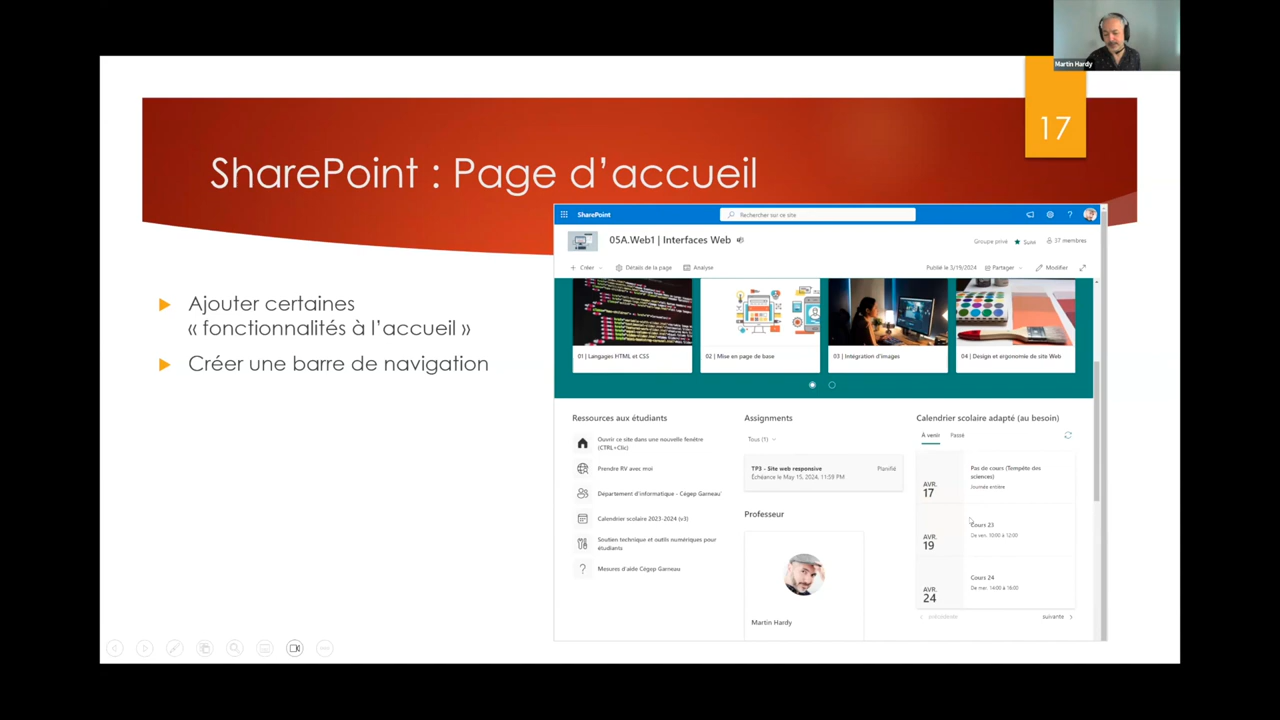 Martin Hardy
17
SharePoint : Page d'accueil
Ajouter certaines
« fonctionnalités à l'accueil »
Créer une barre de navigation
SharePoint
Rechercher sur ce site
05A.Web1 | Interfaces Web
Groupe privé
Suivi
37 membres
Créer
Détails de la page
Analyse
Publié le 3/19/2024
Partager
Modifier
01 | Langages HTML et CSS
02 | Mise en page de base
03 | Intégration d'images
04 | Design et ergonomie de site Web
Ressources aux étudiants
Ouvrir ce site dans une nouvelle fenêtre
(CTRL+Clic)
Prendre RV avec moi
Département d'informatique - Cégep Garneau
Calendrier scolaire 2023-2024 (v3)
Soutien technique et outils numériques pour
étudiants
Mesures d'aide Cégep Garneau
Assignments
Tous (1)
TP3 - Site web responsive
Planifié
Échéance le May 15, 2024, 11:59 PM
Professeur
Martin Hardy
Calendrier scolaire adapté (au besoin)
À venir
Passé
AVR.
17
Pas de cours (Tempête des
sciences)
Journée entière
AVR.
19
Cours 23
De ven. 10:00 à 12:00
AVR.
24
Cours 24
De mer. 14:00 à 16:00
précédente
suivante